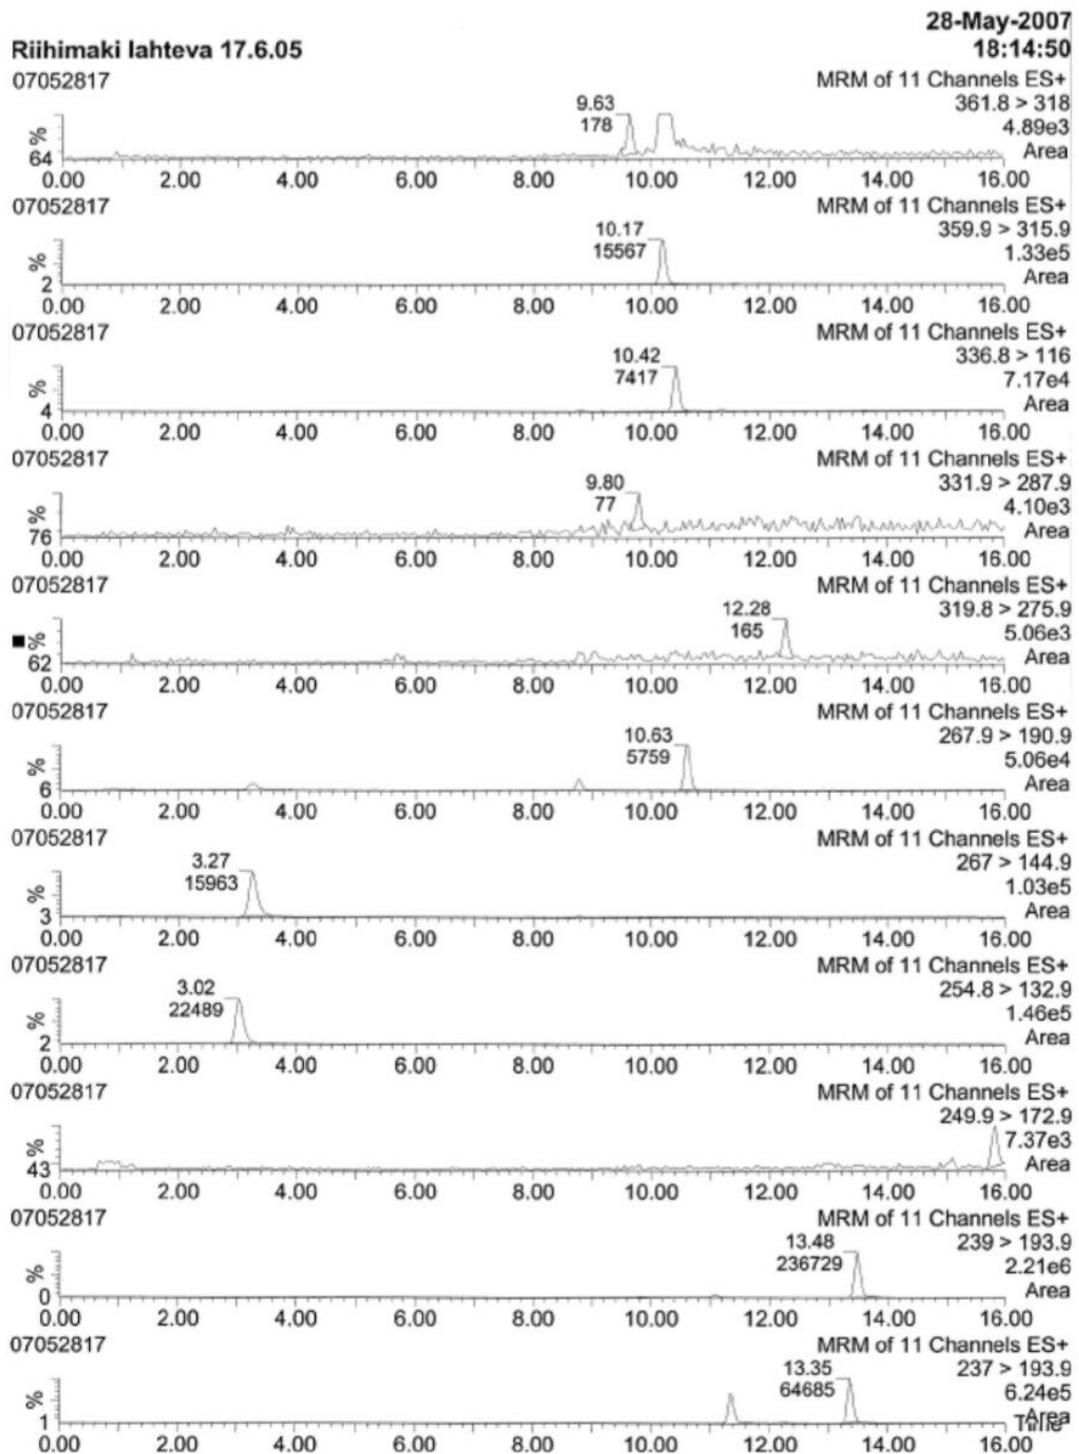 28-May-2007
Riihimaki lahteva 17.6.05 18:14:50
07052817 MRM of 11 Channels ES+
361.8 > 318
9.63
178
4.89e3
Area
%
64
0.00 2.00 4.00 6.00 8.00 10.00 12.00 14.00 16.00
07052817 MRM of 11 Channels ES+
359.9 > 315.9
10.17
15567
1.33e5
Area
%
2
0.00 2.00 4.00 6.00 8.00 10.00 12.00 14.00 16.00
07052817 MRM of 11 Channels ES+
336.8 > 116
10.42
7417
7.17e4
Area
%
4
0.00 2.00 4.00 6.00 8.00 10.00 12.00 14.00 16.00
07052817 MRM of 11 Channels ES+
331.9 > 287.9
9.80
77
4.10e3
Area
%
76
0.00 2.00 4.00 6.00 8.00 10.00 12.00 14.00 16.00
07052817 MRM of 11 Channels ES+
319.8 > 275.9
12.28
165
5.06e3
Area
%
62
0.00 2.00 4.00 6.00 8.00 10.00 12.00 14.00 16.00
07052817 MRM of 11 Channels ES+
267.9 > 190.9
10.63
5759
5.06e4
Area
%
6
0.00 2.00 4.00 6.00 8.00 10.00 12.00 14.00 16.00
07052817 MRM of 11 Channels ES+
267 > 144.9
3.27
15963
1.03e5
Area
%
3
0.00 2.00 4.00 6.00 8.00 10.00 12.00 14.00 16.00
07052817 MRM of 11 Channels ES+
254.8 > 132.9
3.02
22489
1.46e5
Area
%
2
0.00 2.00 4.00 6.00 8.00 10.00 12.00 14.00 16.00
07052817 MRM of 11 Channels ES+
249.9 > 172.9
7.37e3
Area
%
43
0.00 2.00 4.00 6.00 8.00 10.00 12.00 14.00 16.00
07052817 MRM of 11 Channels ES+
239 > 193.9
13.48
236729
2.21e6
Area
%
0
0.00 2.00 4.00 6.00 8.00 10.00 12.00 14.00 16.00
07052817 MRM of 11 Channels ES+
237 > 193.9
13.35
64685
6.24e5
Area
%
1
Time
0.00 2.00 4.00 6.00 8.00 10.00 12.00 14.00 16.00